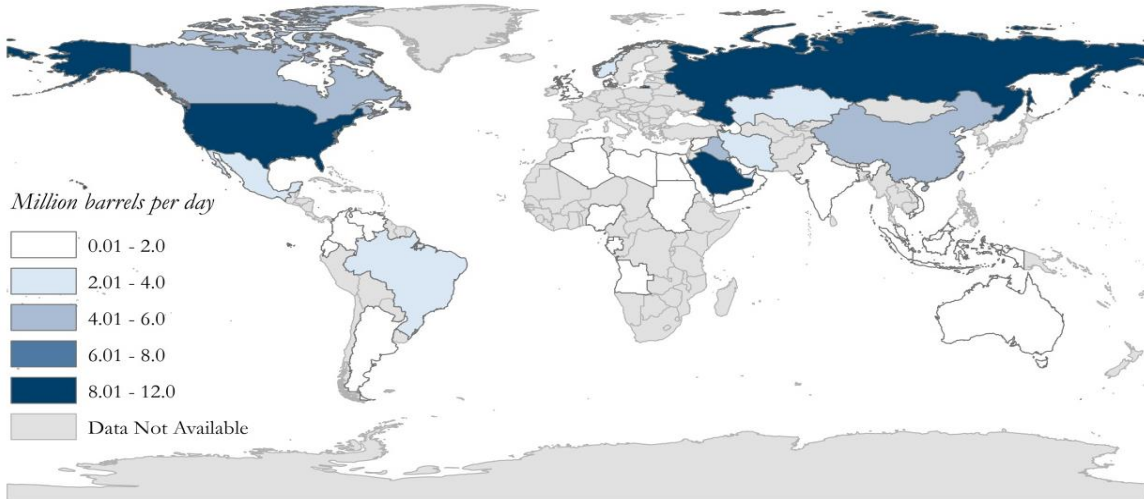 Million barrels per day
0.01 - 2.0
2.01 - 4.0
4.01 - 6.0
6.01 - 8.0
8.01 - 12.0
Data Not Available